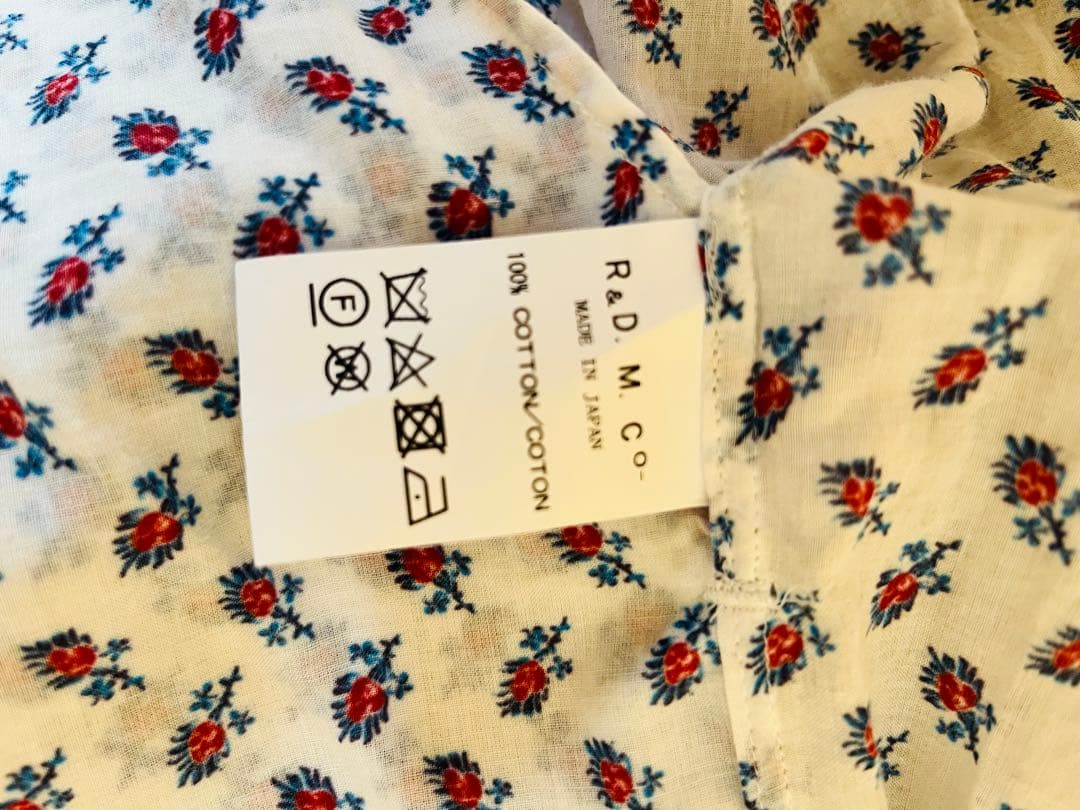 R&D. M. Co-
MADE IN JAPAN
100% COTTON/COTON
F
W